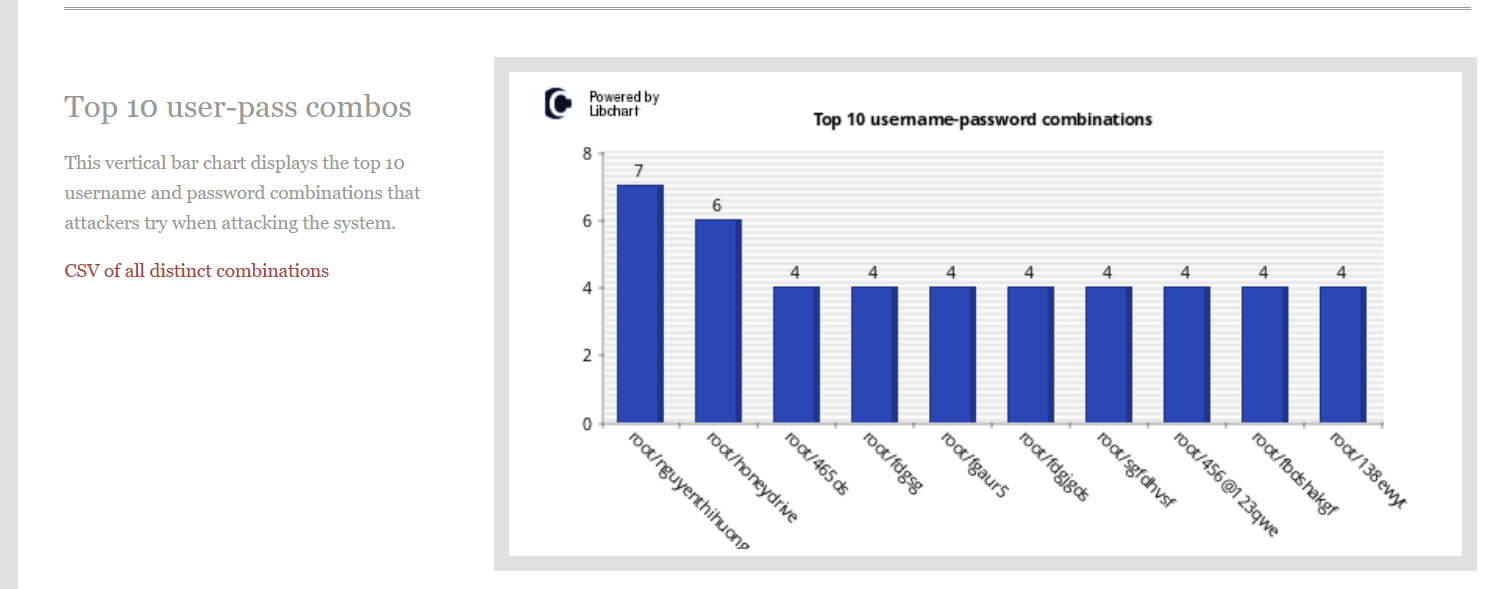 Top 10 user-pass combos
This vertical bar chart displays the top 10
username and password combinations that
attackers try when attacking the system.
CSV of all distinct combinations
Powered by
Libchart
Top 10 username-password combinations
8
6
4
2
0
7
6
4
4
4
4
4
4
4
4
root/nguyenthihuong
root/honeydrive
root/465ds
root/fdgsg
root/fgaur5
root/fdgjgds
root/sgfdhvsf
root/456@123qwe
root/fbdshakgf
root/138ewyt